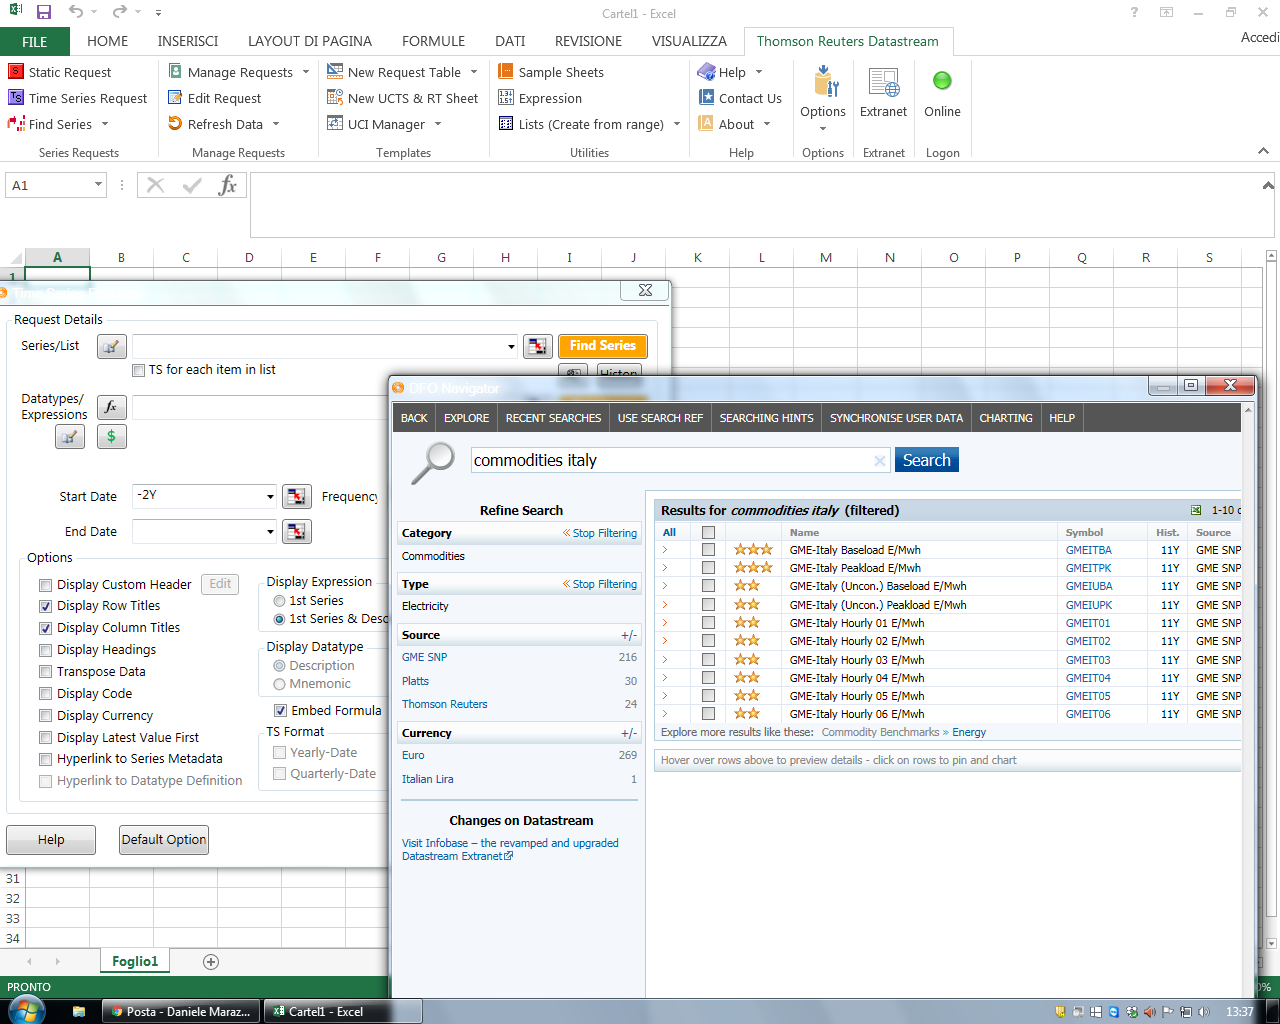 Cartel1 - Excel
FILE HOME INSERISCI LAYOUT DI PAGINA FORMULE DATI REVISIONE VISUALIZZA Thomson Reuters Datastream Accedi
Static Request
Time Series Request
Find Series
Series Requests
Manage Requests
Edit Request
Refresh Data
Manage Requests
New Request Table
New UCTS & RT Sheet
UCI Manager
Templates
Sample Sheets
Expression
Lists (Create from range)
Utilities
Help
Contact Us
About
Help
Options
Options
Extranet
Extranet
Online
Logon
A1
fx
A B C D E F G H I J K L M N O P Q R S
1
Request Details
Series/List
Find Series
TS for each item in list
Datatypes/
Expressions
fx
$
Start Date -2Y Frequency
End Date
Options
Display Custom Header Edit
Display Row Titles
Display Column Titles
Display Headings
Transpose Data
Display Code
Display Currency
Display Latest Value First
Hyperlink to Series Metadata
Hyperlink to Datatype Definition
Display Expression
1st Series
1st Series & Desc
Display Datatype
Description
Mnemonic
Embed Formula
TS Format
Yearly-Date
Quarterly-Date
Help Default Option
DFO Navigator
BACK EXPLORE RECENT SEARCHES USE SEARCH REF SEARCHING HINTS SYNCHRONISE USER DATA CHARTING HELP
commodities italy Search
Refine Search
Category « Stop Filtering
Commodities
Type « Stop Filtering
Electricity
Source +/-
GME SNP 216
Platts 30
Thomson Reuters 24
Currency +/-
Euro 269
Italian Lira 1
Changes on Datastream
Visit Infobase – the revamped and upgraded
Datastream Extranet
Results for commodities italy (filtered) 1-10
All Name Symbol Hist. Source
GME-Italy Baseload E/Mwh GMEITBA 11Y GME SNP
GME-Italy Peakload E/Mwh GMEITPK 11Y GME SNP
GME-Italy (Uncon.) Baseload E/Mwh GMEIUBA 11Y GME SNP
GME-Italy (Uncon.) Peakload E/Mwh GMEIUPK 11Y GME SNP
GME-Italy Hourly 01 E/Mwh GMEIT01 11Y GME SNP
GME-Italy Hourly 02 E/Mwh GMEIT02 11Y GME SNP
GME-Italy Hourly 03 E/Mwh GMEIT03 11Y GME SNP
GME-Italy Hourly 04 E/Mwh GMEIT04 11Y GME SNP
GME-Italy Hourly 05 E/Mwh GMEIT05 11Y GME SNP
GME-Italy Hourly 06 E/Mwh GMEIT06 11Y GME SNP
Explore more results like these: Commodity Benchmarks » Energy
Hover over rows above to preview details - click on rows to pin and chart
31
32
33
34
Foglio1
PRONTO
Posta - Daniele Maraz... Cartel1 - Excel 13:37